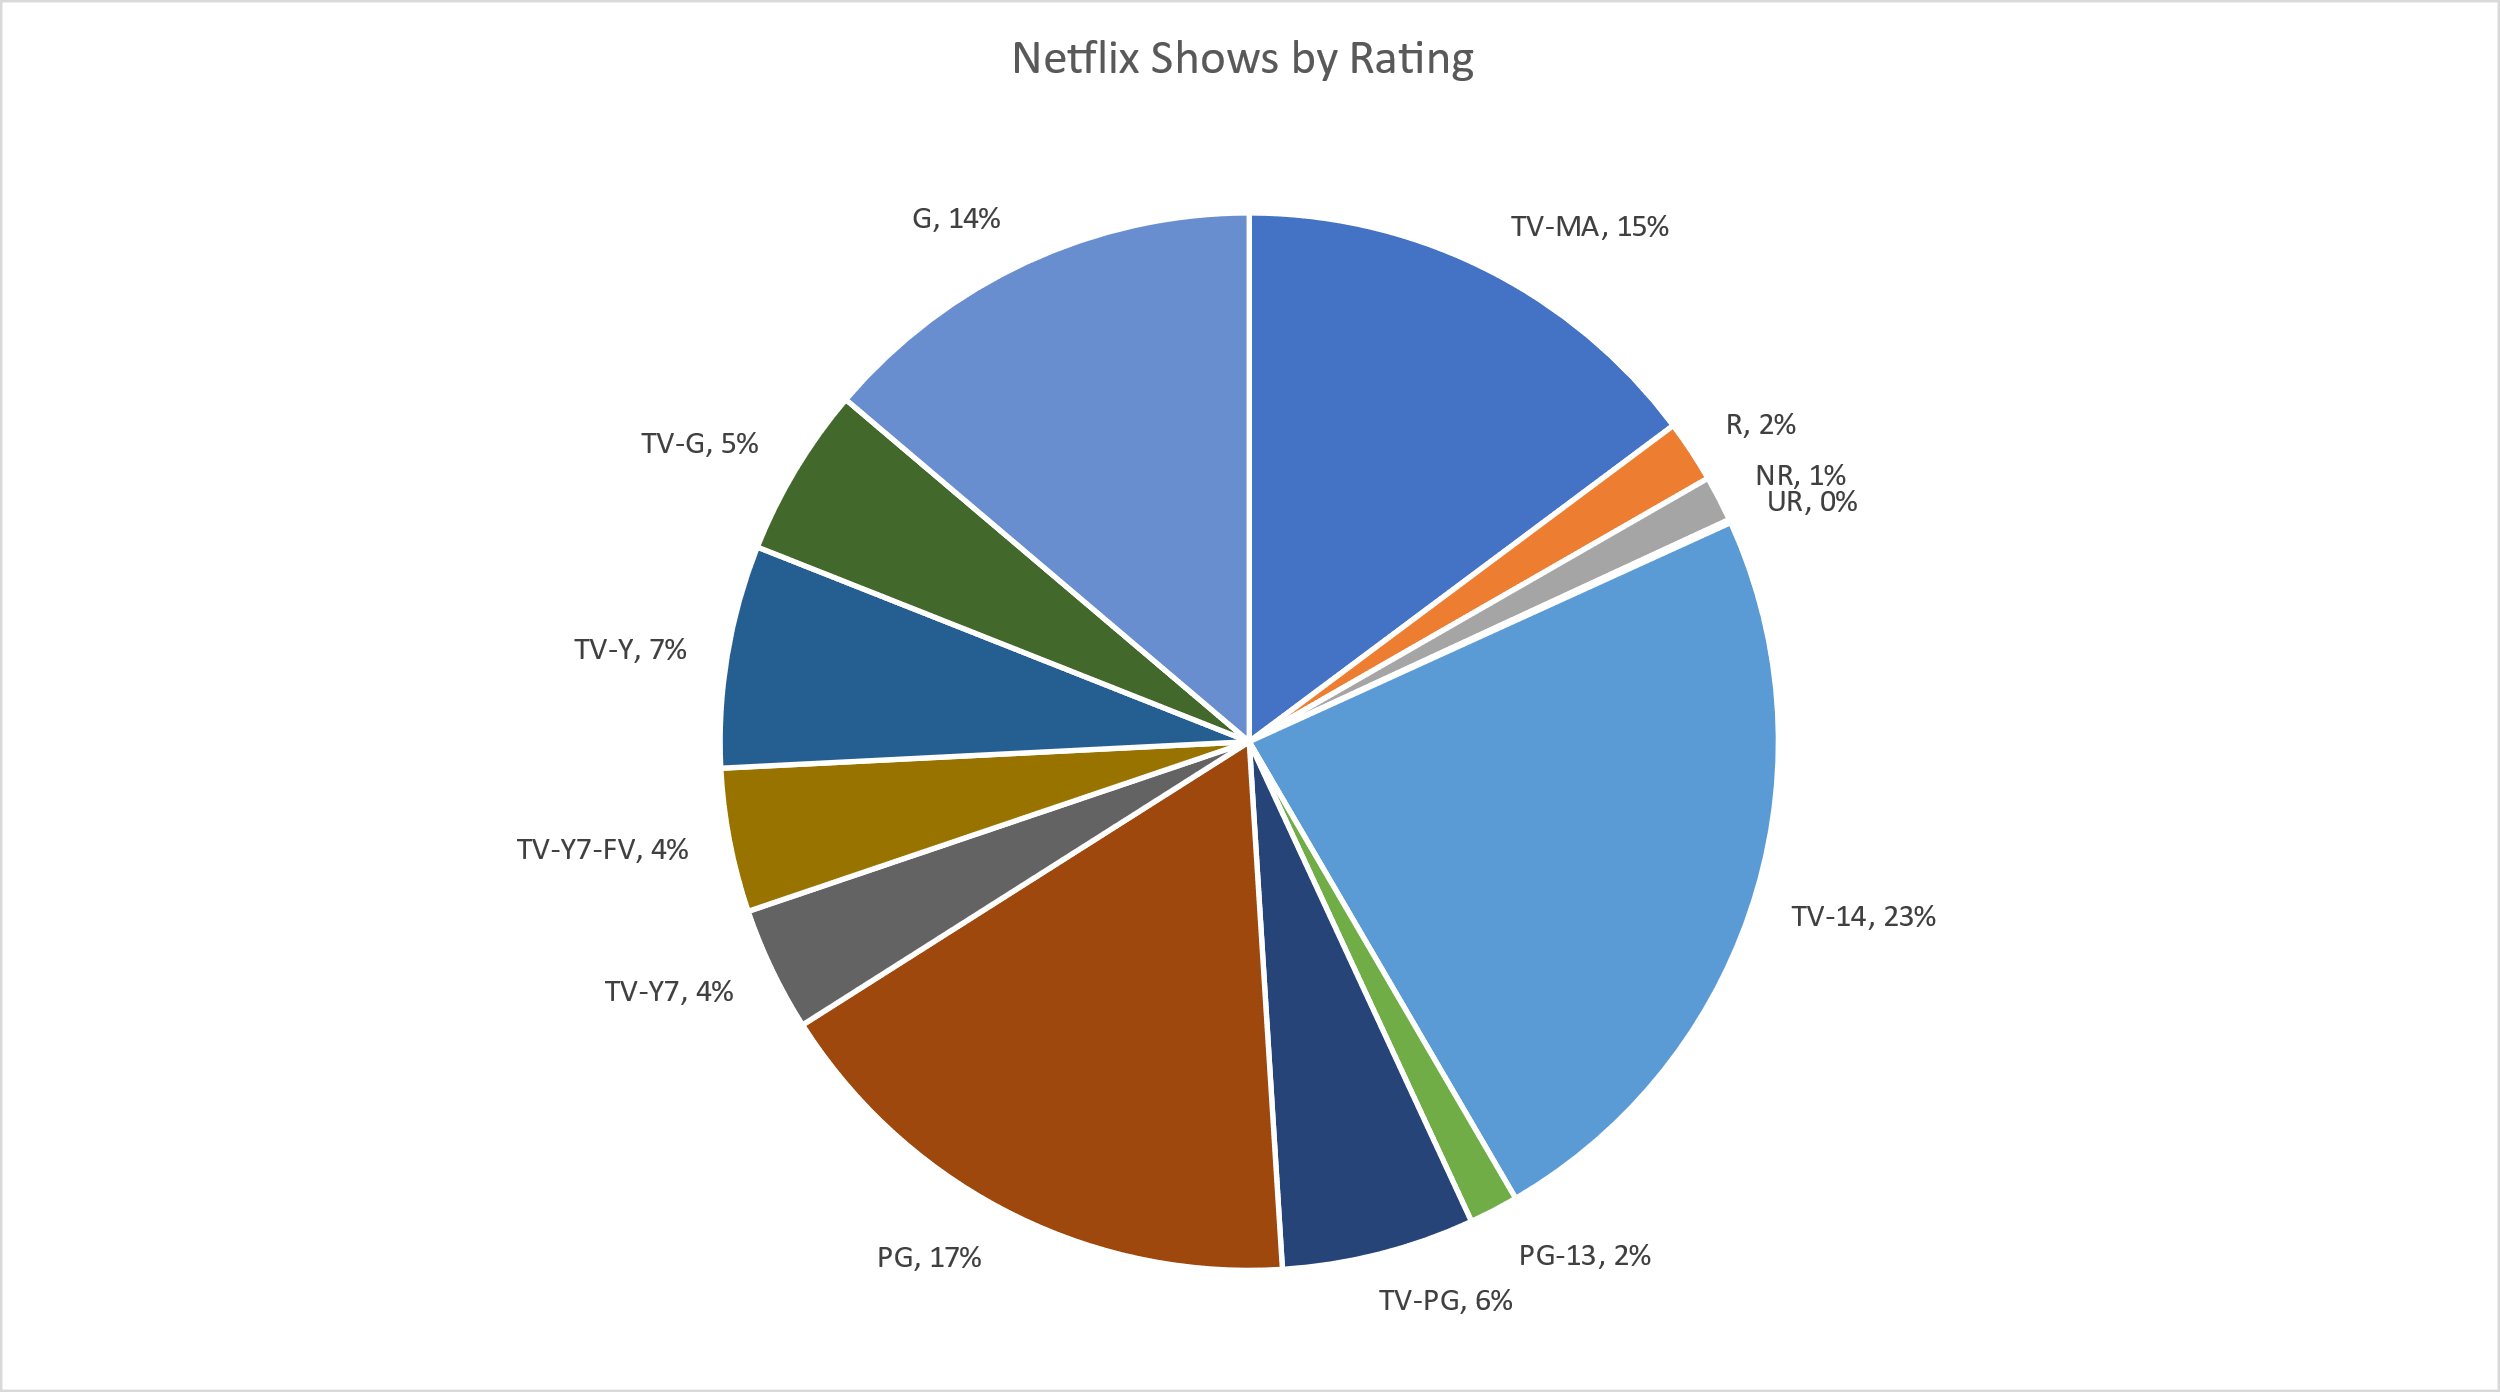 Netflix Shows by Rating
G, 14%
TV-MA, 15%
R, 2%
TV-G, 5%
NR, 1%
UR, 0%
TV-Y, 7%
TV-Y7-FV, 4%
TV-14, 23%
TV-Y7, 4%
PG, 17%
PG-13, 2%
TV-PG, 6%